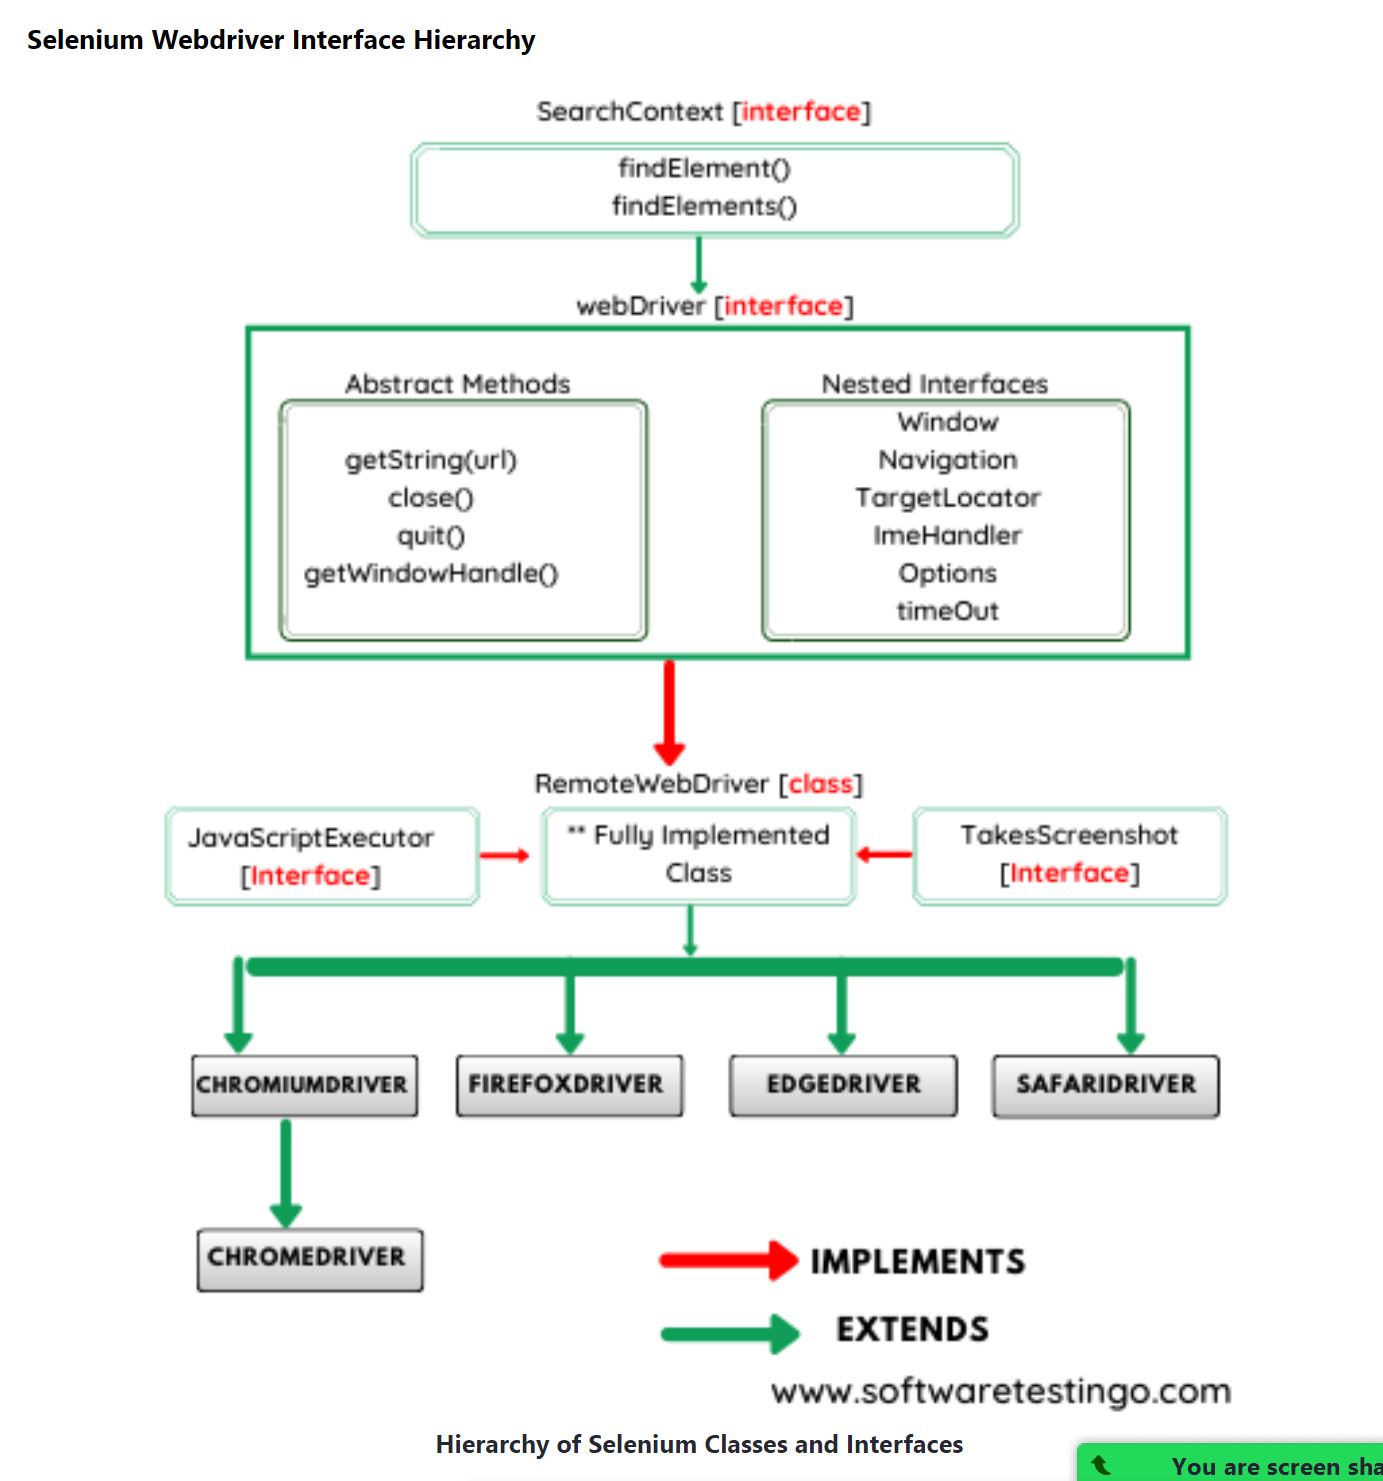 Selenium Webdriver Interface Hierarchy
SearchContext [interface]
findElement()
findElements()
webDriver [interface]
Abstract Methods
getString(url)
close()
quit()
getWindowHandle()
Nested Interfaces
Window
Navigation
TargetLocator
ImeHandler
Options
timeOut
RemoteWebDriver [class]
JavaScriptExecutor
[Interface]
** Fully Implemented
Class
TakesScreenshot
[Interface]
CHROMIUMDRIVER
FIREFOXDRIVER
EDGEDRIVER
SAFARIDRIVER
CHROMEDRIVER
IMPLEMENTS
EXTENDS
www.softwaretestingo.com
Hierarchy of Selenium Classes and Interfaces
You are screen sha